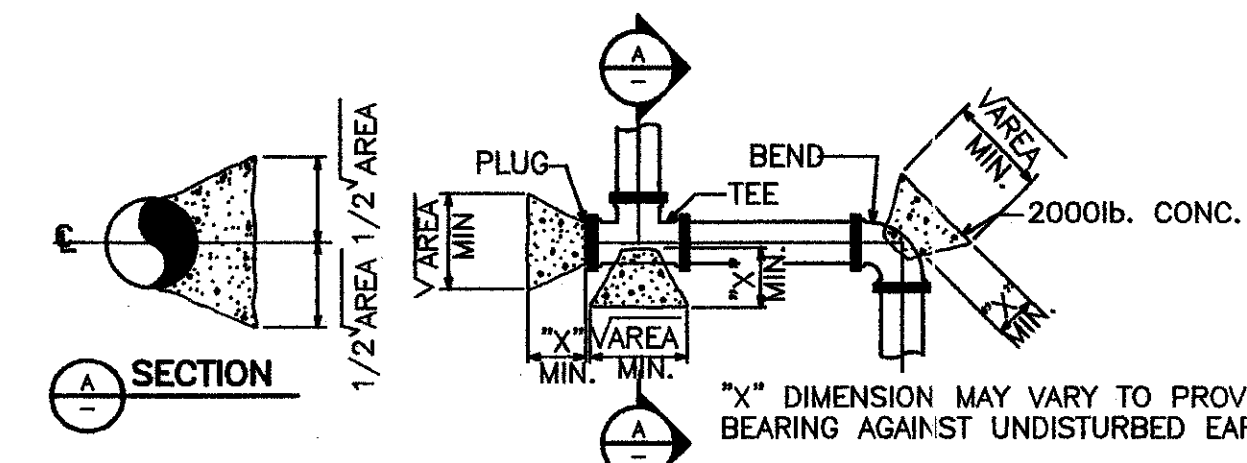 A
–
PLUG
TEE
BEND
√AREA
MIN.
2000lb. CONC.
℄
1/2√AREA 1/2√AREA
√AREA
MIN
"X"
MIN.
"X"
MIN.
√AREA
MIN.
"X"
MIN.
A
–
SECTION
A
–
"X" DIMENSION MAY VARY TO PROV
BEARING AGAINST UNDISTURBED EAR